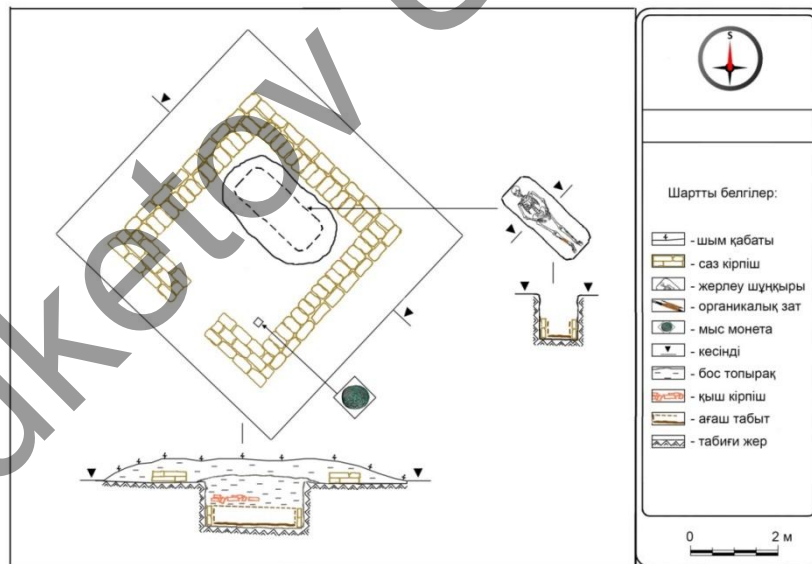 uketov U
S
Шартты белгілер:
- шым қабаты
- саз кірпіш
- жерлеу шұңқыры
- органикалық зат
- мыс монета
- кесінді
- бос топырақ
- қыш кірпіш
- ағаш табыт
- табиғи жер
0 2 м